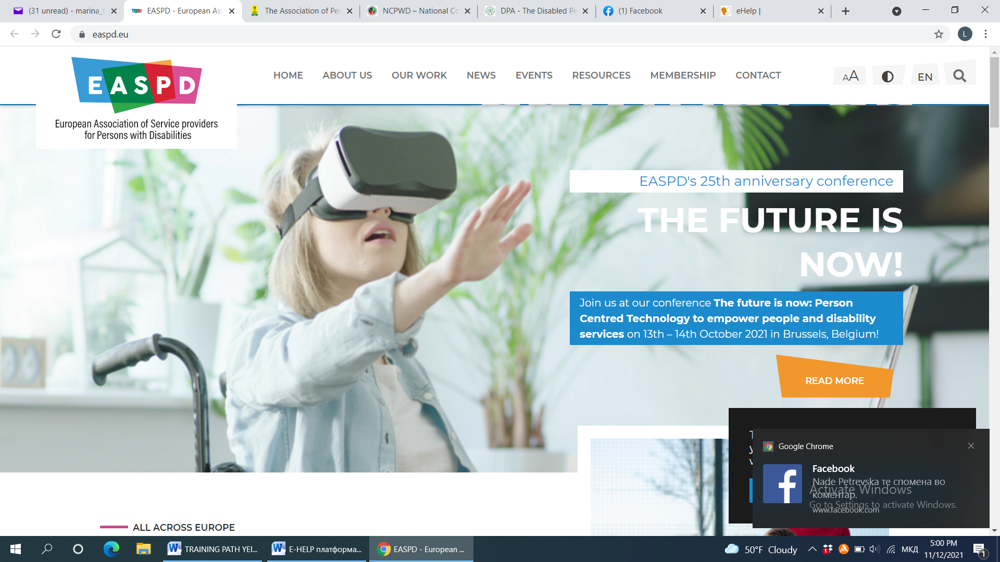 (31 unread) - marina_t
EASPD - European Ass
The Association of Peo
NCPWD – National Co
DPA - The Disabled Pe
(1) Facebook
eHelp |
easpd.eu
L
EASPD
European Association of Service providers
for Persons with Disabilities
HOME
ABOUT US
OUR WORK
NEWS
EVENTS
RESOURCES
MEMBERSHIP
CONTACT
AA
EN
EASPD's 25th anniversary conference
THE FUTURE IS
NOW!
Join us at our conference The future is now: Person
Centred Technology to empower people and disability
services on 13th – 14th October 2021 in Brussels, Belgium!
READ MORE
Google Chrome
Facebook
Nade Petrevska те спомена во
коментар.
www.facebook.com
Activate Windows
Go to Settings to activate Windows.
ALL ACROSS EUROPE
TRAINING PATH YEI...
E-HELP платформа...
EASPD - European ...
50°F Cloudy
1
МКД
5:00 PM
11/12/2021
1